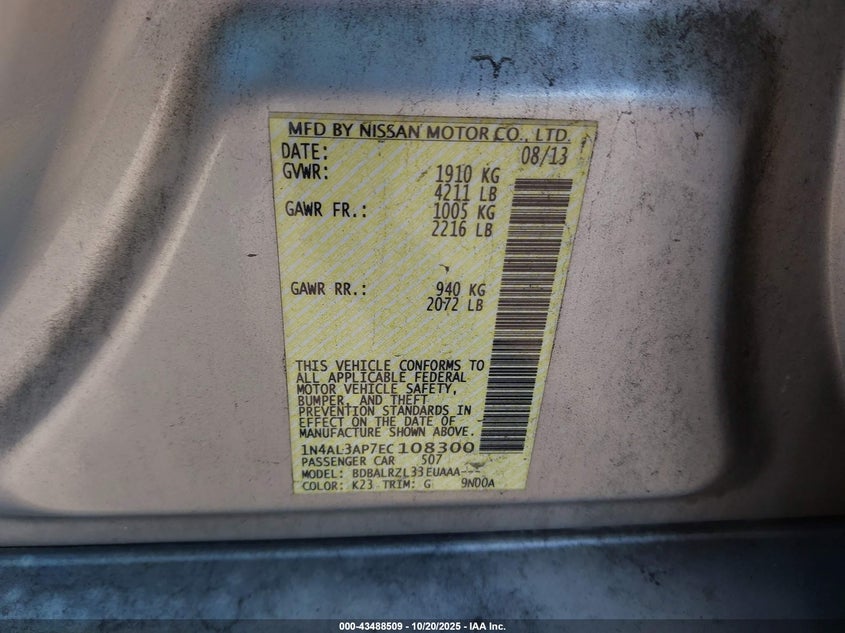 MFD BY NISSAN MOTOR CO., LTD.
DATE: 08/13
GVWR: 1910 KG
4211 LB
GAWR FR.: 1005 KG
2216 LB
GAWR RR.: 940 KG
2072 LB
THIS VEHICLE CONFORMS TO
ALL APPLICABLE FEDERAL
MOTOR VEHICLE SAFETY,
BUMPER, AND THEFT
PREVENTION STANDARDS IN
EFFECT ON THE DATE OF
MANUFACTURE SHOWN ABOVE.
1N4AL3AP7EC108300
PASSENGER CAR 507
MODEL: BDBALRZL33EUAAA---
COLOR: K23 TRIM: G 9N00A
000-43488509 - 10/20/2025 - IAA Inc.